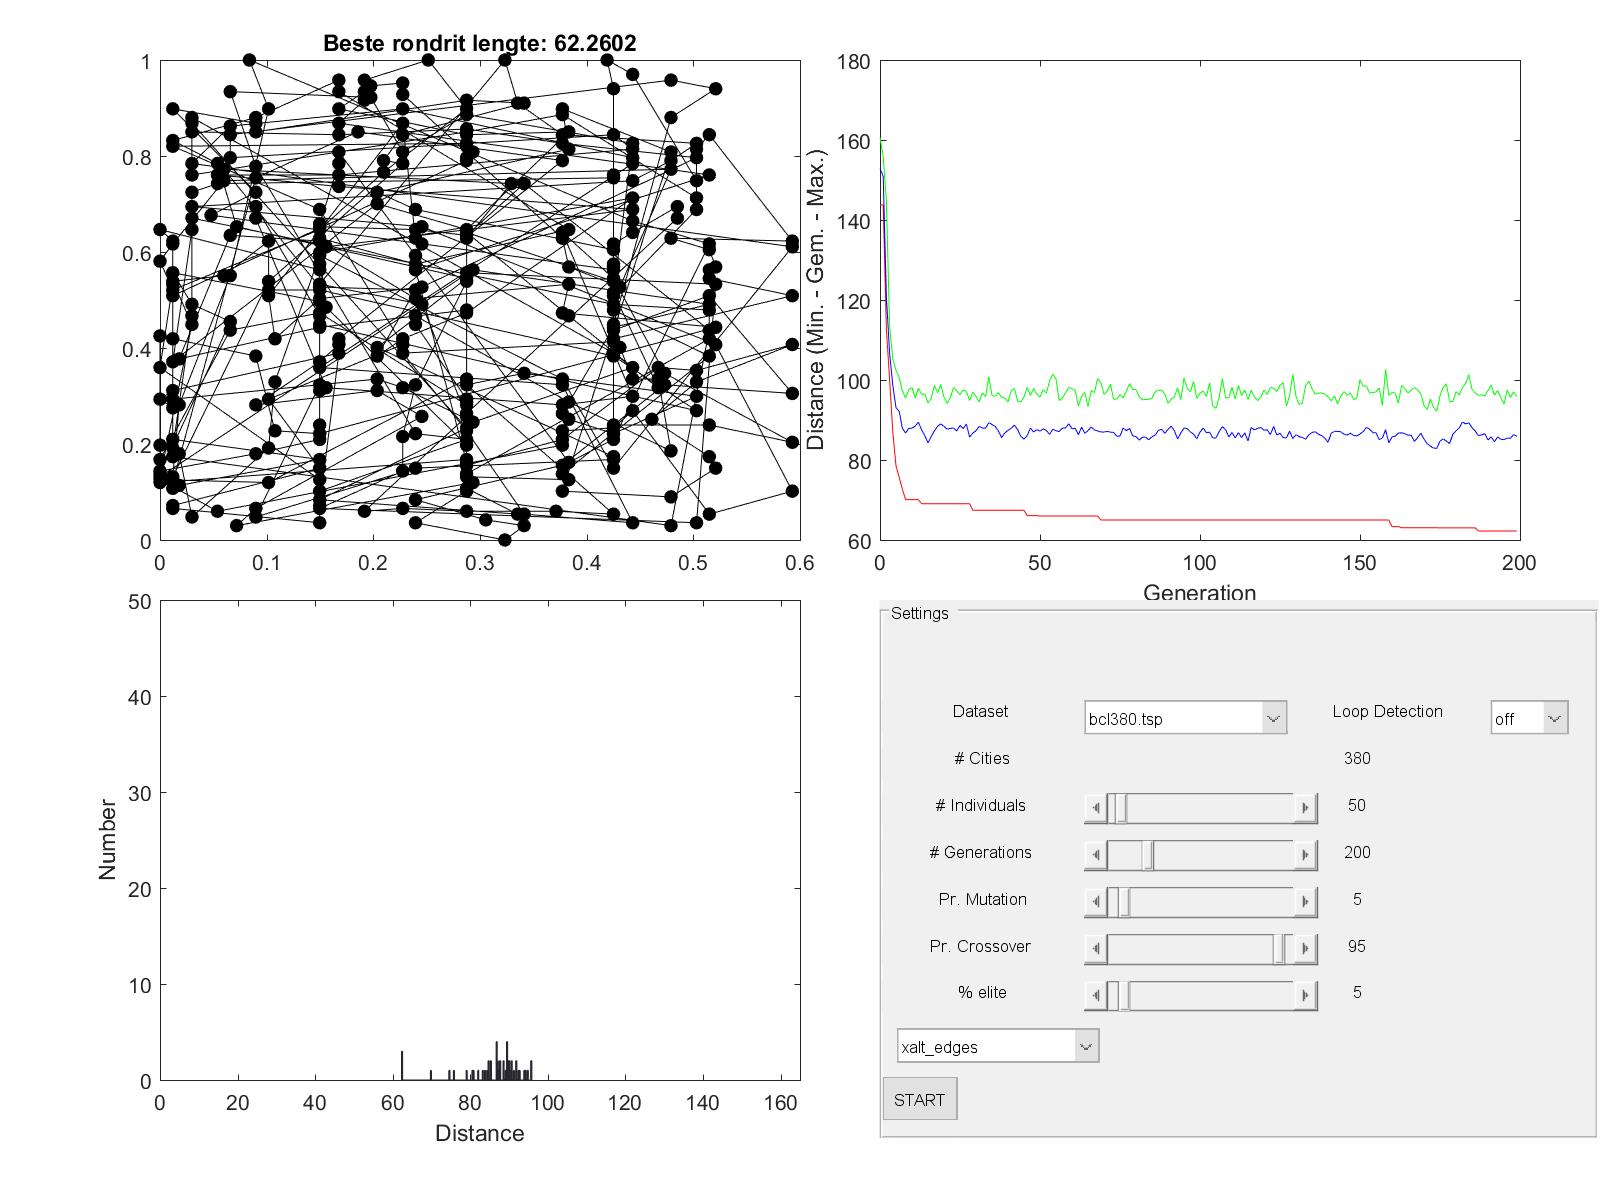 Beste rondrit lengte: 62.2602
1
0.8
0.6
0.4
0.2
0
0 0.1 0.2 0.3 0.4 0.5 0.6
Distance (Min. - Gem. - Max.)
180
160
140
120
100
80
60
0 50 100 150 200
Generation
Number
50
40
30
20
10
0
0 20 40 60 80 100 120 140 160
Distance
Settings
Dataset bcl380.tsp Loop Detection off
# Cities 380
# Individuals 50
# Generations 200
Pr. Mutation 5
Pr. Crossover 95
% elite 5
xalt_edges
START